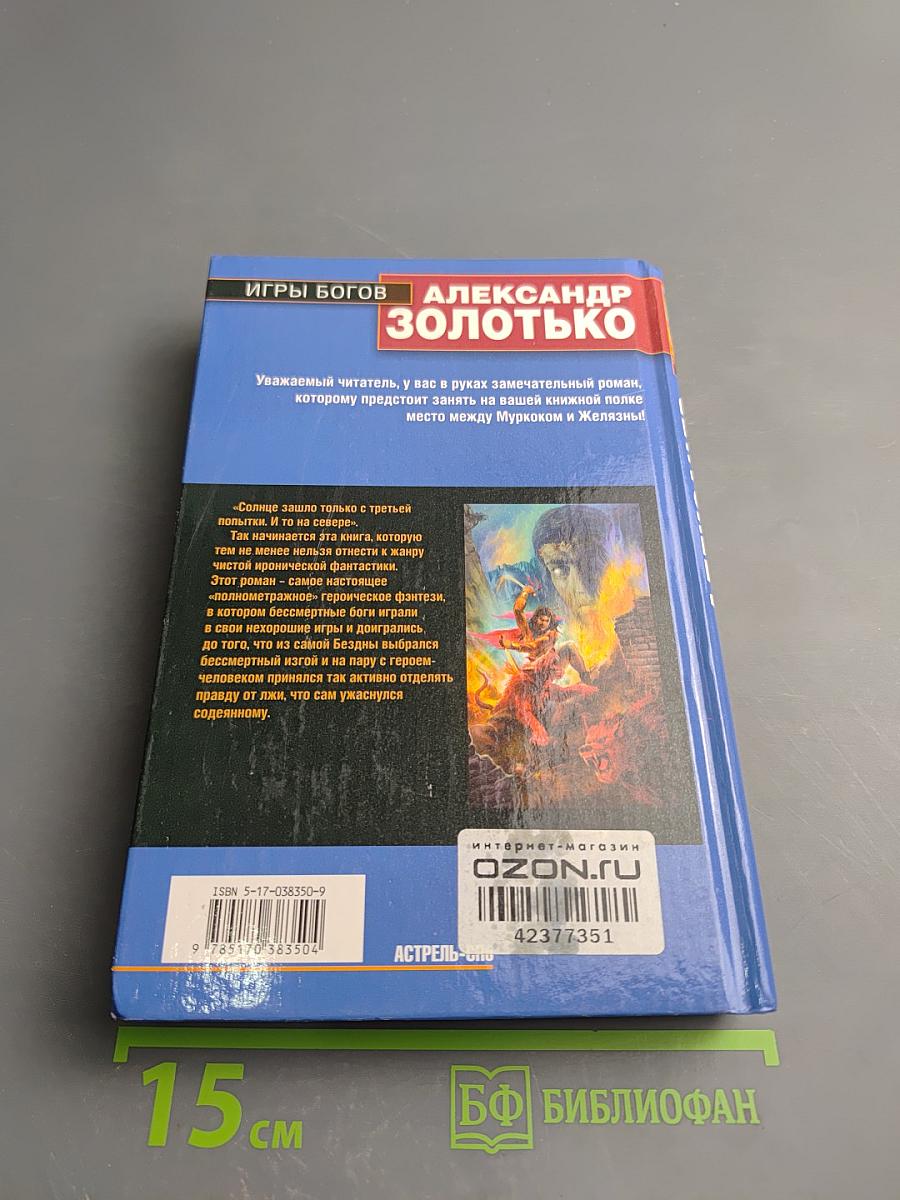 ИГРЫ БОГОВ
АЛЕКСАНДР
ЗОЛОТЬКО
Уважаемый читатель, у вас в руках замечательный роман,
которому предстоит занять на вашей книжной полке
место между Муркоком и Желязны!
«Солнце зашло только с третьей
попытки. И то на севере».
Так начинается эта книга, которую
тем не менее нельзя отнести к жанру
чистой иронической фантастики.
Этот роман – самое настоящее
«полнометражное» героическое фэнтези,
в котором бессмертные боги играли
в свои нехорошие игры и доигрались
до того, что из самой Бездны выбрался
бессмертный изгой и на пару с героем-
человеком принялся так активно отделять
правду от лжи, что сам ужаснулся
содеянному.
интернет-магазин
OZON.ru
42377351
ISBN 5-17-038350-9
9 785170 383504
АСТРЕЛЬ-СПб
15 см
БФ БИБЛИОФАН